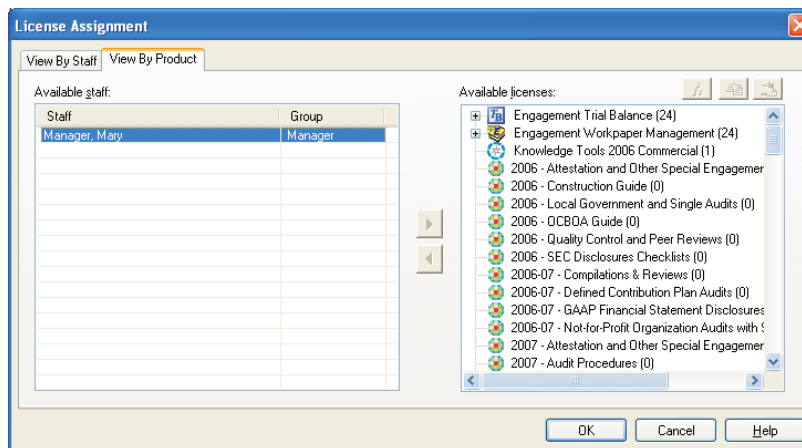 License Assignment
View By Staff
View By Product
Available staff:
Staff Group
Manager, Mary Manager
Available licenses:
Engagement Trial Balance (24)
Engagement Workpaper Management (24)
Knowledge Tools 2006 Commercial (1)
2006 - Attestation and Other Special Engagemer
2006 - Construction Guide (0)
2006 - Local Government and Single Audits (0)
2006 - OCBOA Guide (0)
2006 - Quality Control and Peer Reviews (0)
2006 - SEC Disclosures Checklists (0)
2006-07 - Compilations & Reviews (0)
2006-07 - Defined Contribution Plan Audits (0)
2006-07 - GAAP Financial Statement Disclosures
2006-07 - Not-for-Profit Organization Audits with S
2007 - Attestation and Other Special Engagemer
2007 - Audit Procedures (0)
OK Cancel Help